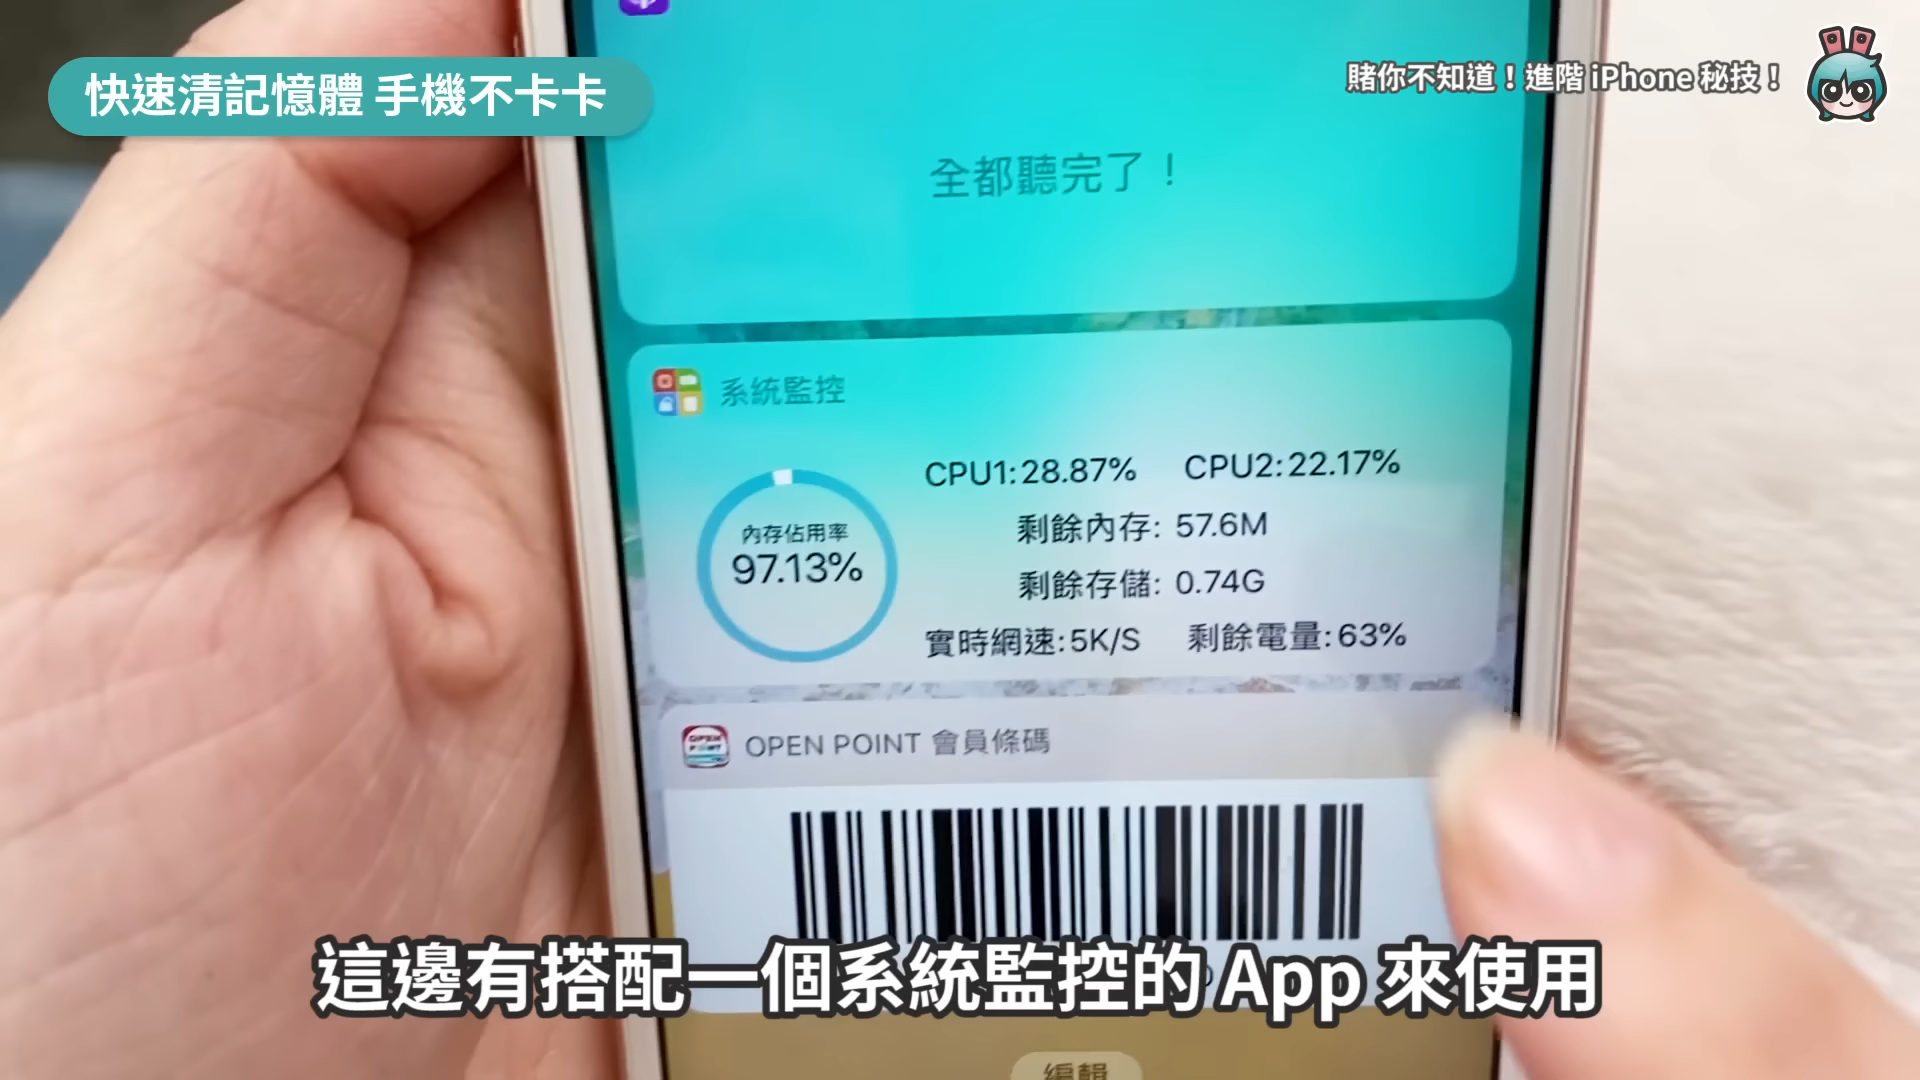 快速清記憶體 手機不卡卡
賭你不知道！進階 iPhone 秘技！
全都聽完了！
系統監控
內存佔用率
97.13%
CPU1:28.87% CPU2:22.17%
剩餘內存: 57.6M
剩餘存儲: 0.74G
實時網速:5K/S 剩餘電量:63%
OPEN POINT
OPEN POINT 會員條碼
這邊有搭配一個系統監控的 App 來使用
編輯